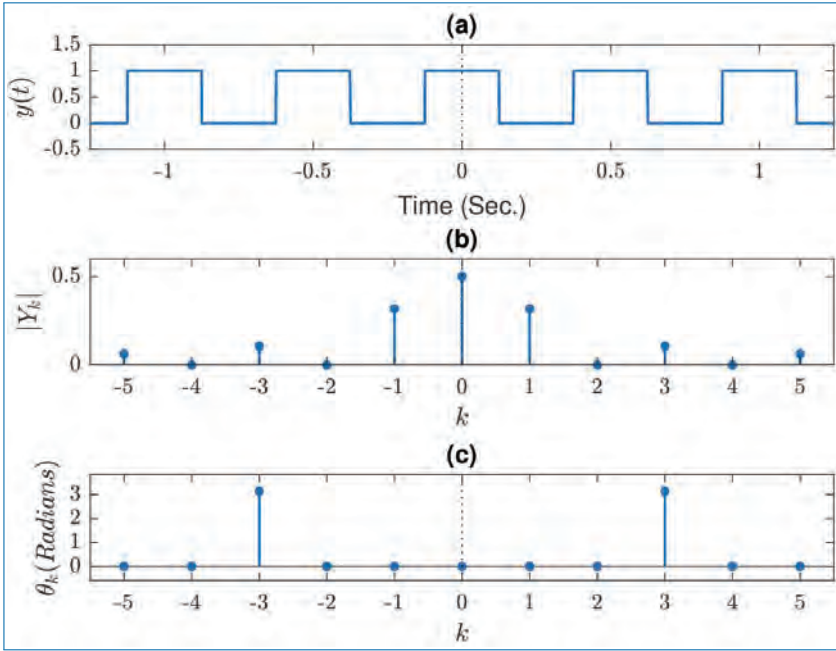 (a)
y(t)
1.5
1
0.5
0
-0.5
-1 -0.5 0 0.5 1
Time (Sec.)
(b)
|Y_k|
0.5
0
-5 -4 -3 -2 -1 0 1 2 3 4 5
k
(c)
θ_k(Radians)
3
2
1
0
-5 -4 -3 -2 -1 0 1 2 3 4 5
k